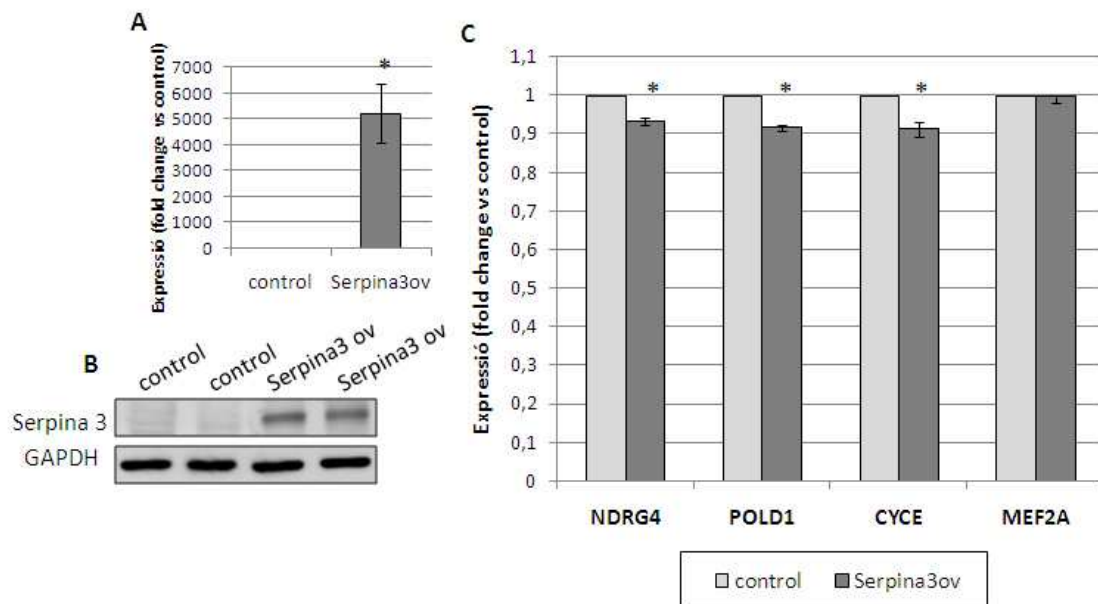 A
Expressió (fold change vs control)
7000
6000
5000
4000
3000
2000
1000
0
*
control
Serpina3ov
B
control
control
Serpina3 ov
Serpina3 ov
Serpina 3
GAPDH
C
Expressió (fold change vs control)
1,1
1
0,9
0,8
0,7
0,6
0,5
0,4
0,3
0,2
0,1
0
*
*
*
NDRG4
POLD1
CYCE
MEF2A
control
Serpina3ov